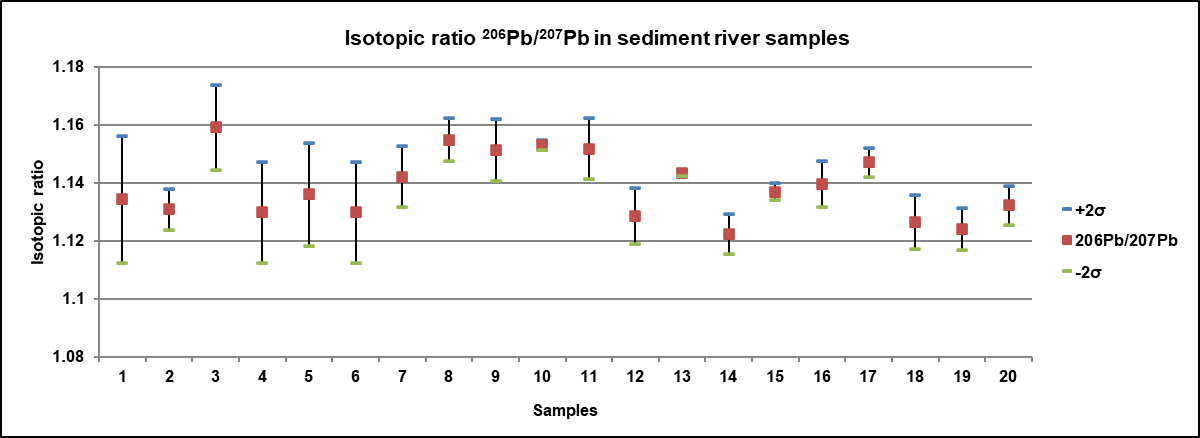 Isotopic ratio ²⁰⁶Pb/²⁰⁷Pb in sediment river samples
1.18
1.16
1.14
1.12
1.1
1.08
Isotopic ratio
1 2 3 4 5 6 7 8 9 10 11 12 13 14 15 16 17 18 19 20
Samples
+2σ
206Pb/207Pb
-2σ